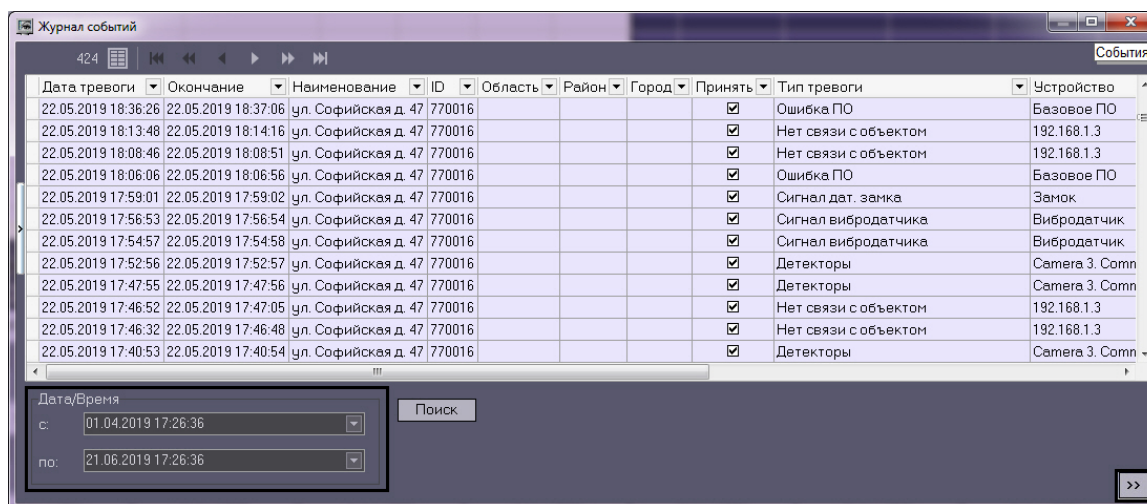 Журнал событий
424
События
Дата тревоги Окончание Наименование ID Область Район Город Принять Тип тревоги Устройство
22.05.2019 18:36:26 22.05.2019 18:37:06 ул. Софийская д. 47 770016 Ошибка ПО Базовое ПО
22.05.2019 18:13:48 22.05.2019 18:14:16 ул. Софийская д. 47 770016 Нет связи с объектом 192.168.1.3
22.05.2019 18:08:46 22.05.2019 18:08:51 ул. Софийская д. 47 770016 Нет связи с объектом 192.168.1.3
22.05.2019 18:06:06 22.05.2019 18:06:56 ул. Софийская д. 47 770016 Ошибка ПО Базовое ПО
22.05.2019 17:59:01 22.05.2019 17:59:02 ул. Софийская д. 47 770016 Сигнал дат. замка Замок
22.05.2019 17:56:53 22.05.2019 17:56:54 ул. Софийская д. 47 770016 Сигнал вибродатчика Вибродатчик
22.05.2019 17:54:57 22.05.2019 17:54:58 ул. Софийская д. 47 770016 Сигнал вибродатчика Вибродатчик
22.05.2019 17:52:56 22.05.2019 17:52:57 ул. Софийская д. 47 770016 Детекторы Camera 3. Comn
22.05.2019 17:47:55 22.05.2019 17:47:56 ул. Софийская д. 47 770016 Детекторы Camera 3. Comn
22.05.2019 17:46:52 22.05.2019 17:47:05 ул. Софийская д. 47 770016 Нет связи с объектом 192.168.1.3
22.05.2019 17:46:32 22.05.2019 17:46:48 ул. Софийская д. 47 770016 Нет связи с объектом 192.168.1.3
22.05.2019 17:40:53 22.05.2019 17:40:54 ул. Софийская д. 47 770016 Детекторы Camera 3. Comn
Дата/Время
с: 01.04.2019 17:26:36
Поиск
по: 21.06.2019 17:26:36
>>